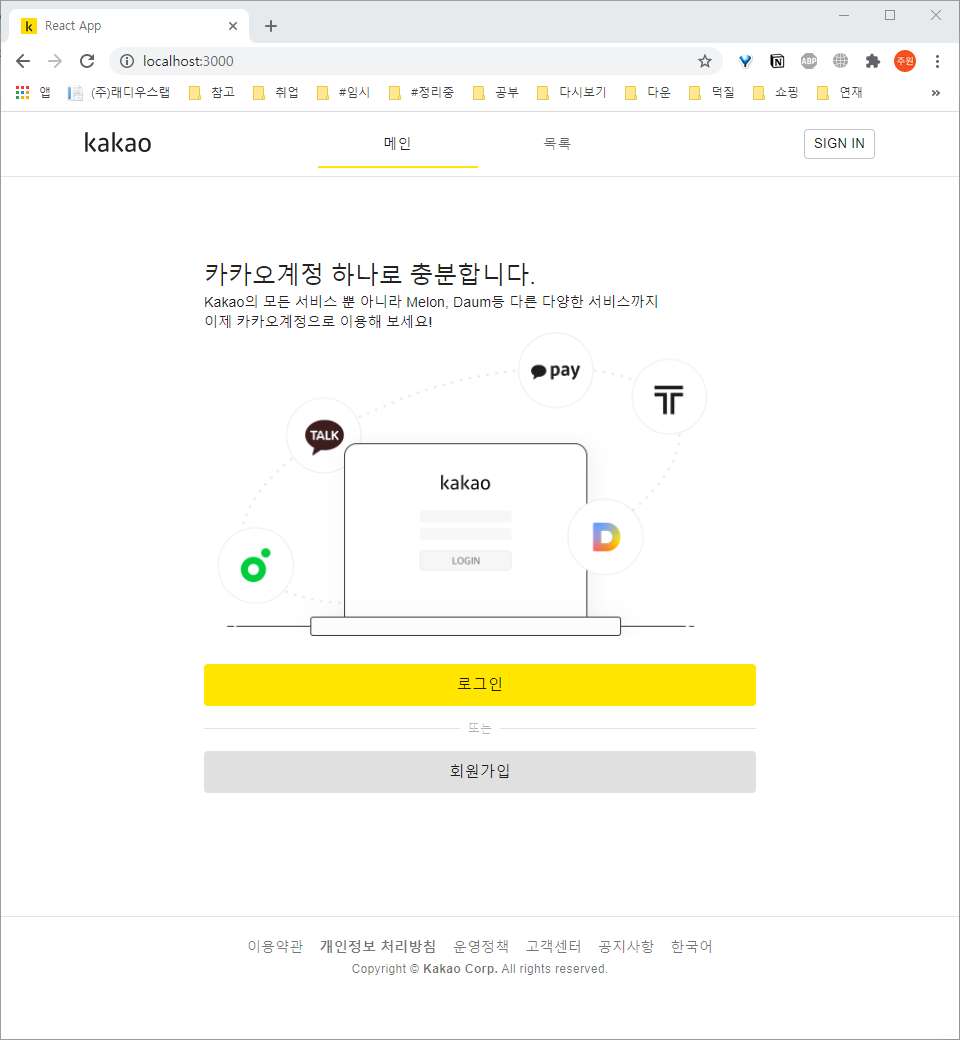 k React App
localhost:3000
N ABP 주원
앱 (주)래디우스랩 참고 취업 #임시 #정리중 공부 다시보기 다운 덕질 쇼핑 연재 »
kakao 메인 목록 SIGN IN
카카오계정 하나로 충분합니다.
Kakao의 모든 서비스 뿐 아니라 Melon, Daum등 다른 다양한 서비스까지
이제 카카오계정으로 이용해 보세요!
pay
T
TALK
kakao
D
LOGIN
로그인
또는
회원가입
이용약관 개인정보 처리방침 운영정책 고객센터 공지사항 한국어
Copyright © Kakao Corp. All rights reserved.